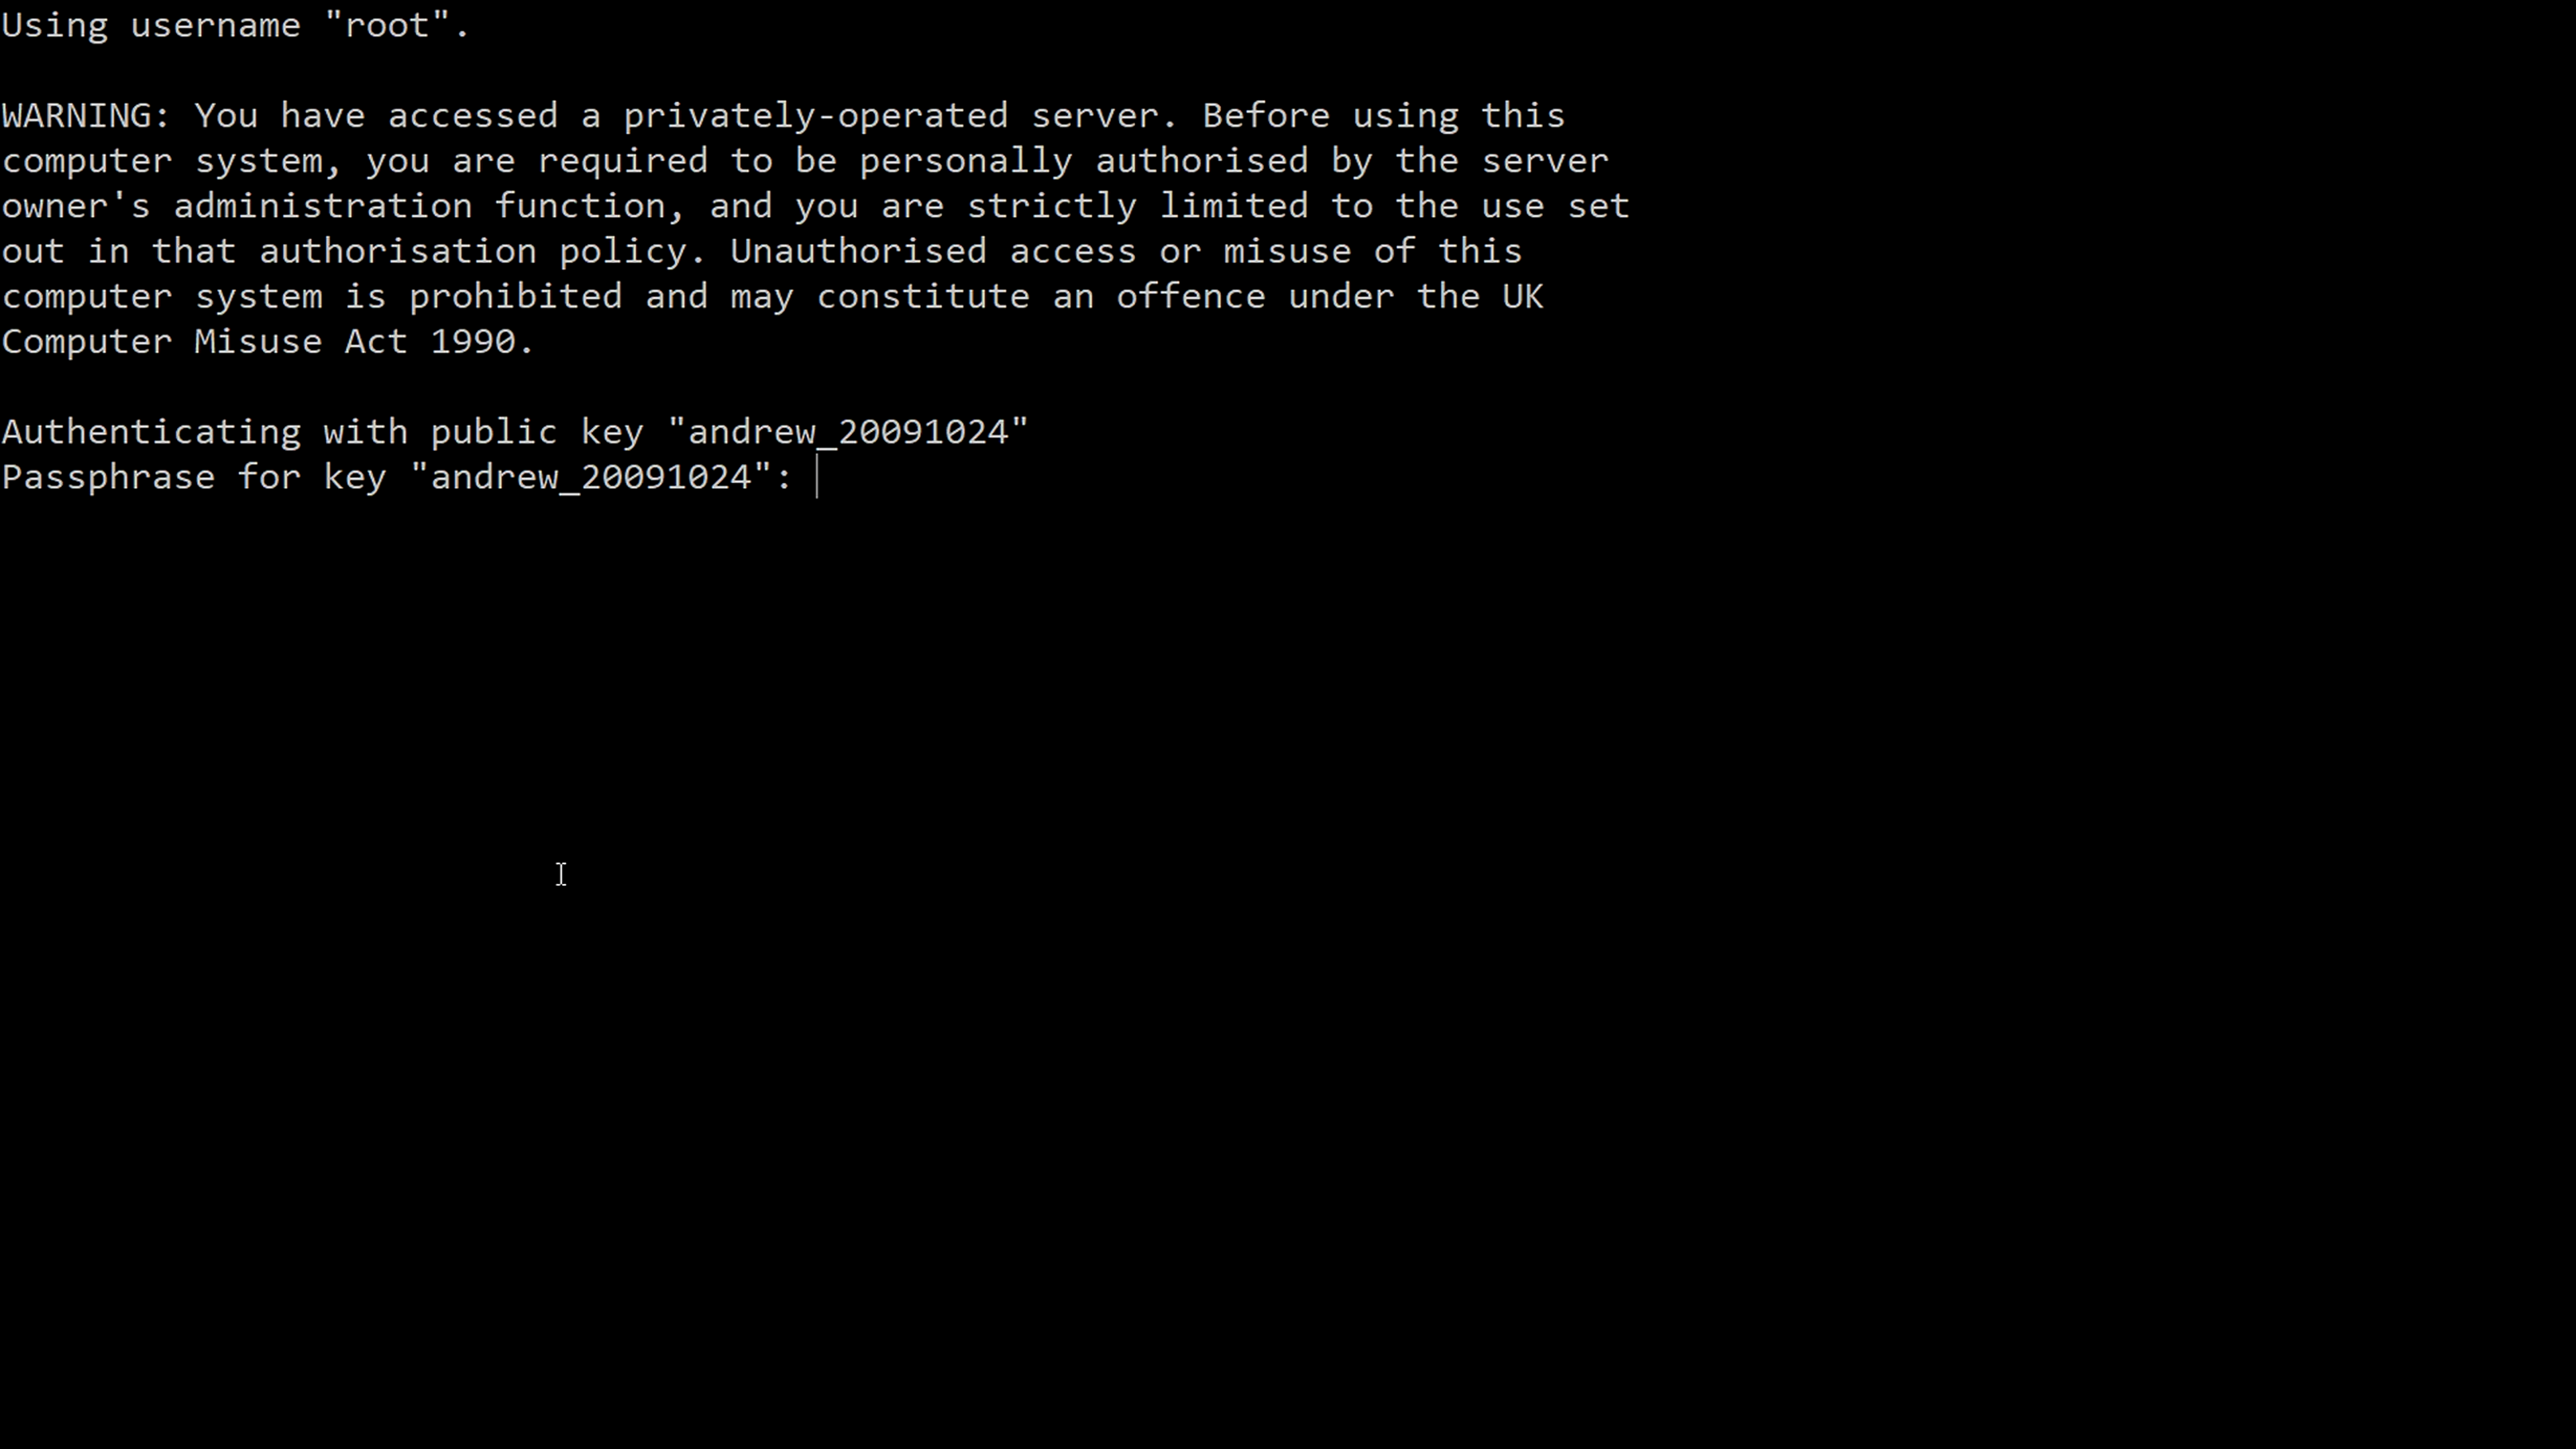 Using username "root".
WARNING: You have accessed a privately-operated server. Before using this
computer system, you are required to be personally authorised by the server
owner's administration function, and you are strictly limited to the use set
out in that authorisation policy. Unauthorised access or misuse of this
computer system is prohibited and may constitute an offence under the UK
Computer Misuse Act 1990.
Authenticating with public key "andrew_20091024"
Passphrase for key "andrew_20091024":